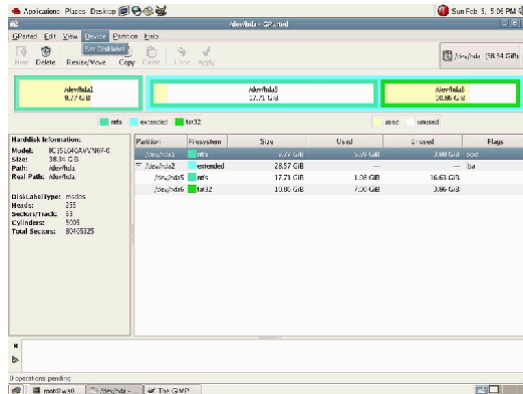 Applications Places Desktop
Sun Feb 5, 5:06 PM
/dev/hda - GParted
GParted Edit View Device Partition Help
Set Disklabel
New Delete Resize/Move Copy Paste Undo Apply
/dev/hda (38.34 GiB)
/dev/hda1
9.77 GiB
/dev/hda5
17.71 GiB
/dev/hda6
10.86 GiB
ntfs extended fat32
used unused
Harddisk Information:
Model:
Size: 38.34 GiB
Path: /dev/hda
Real Path: /dev/hda
DiskLabelType: msdos
Heads: 255
Sectors/Track: 63
Cylinders: 5005
Total Sectors: 80405325
Partition Filesystem Size Used Unused Flags
/dev/hda1 ntfs 9.77 GiB GiB GiB boot
/dev/hda2 extended 28.57 GiB — — lba
/dev/hda5 ntfs 17.71 GiB 1.08 GiB 16.63 GiB
/dev/hda6 fat32 10.86 GiB 7.00 GiB 3.86 GiB
0 operations pending
/dev/hda -
The GIMP